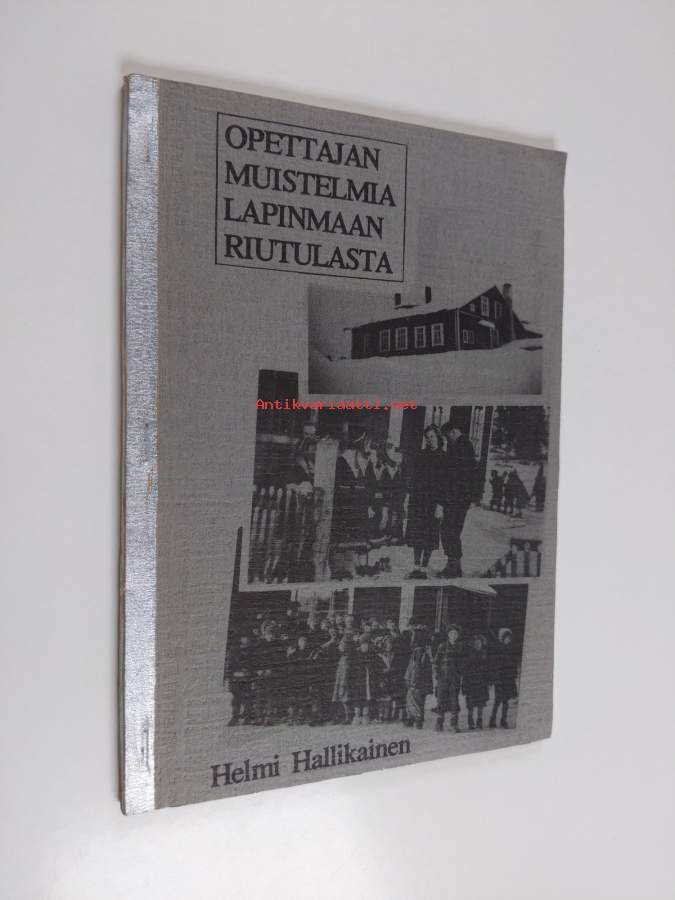 OPETTAJAN
MUISTELMIA
LAPINMAAN
RIUTULASTA
Antikvariaatti.net
Helmi Hallikainen